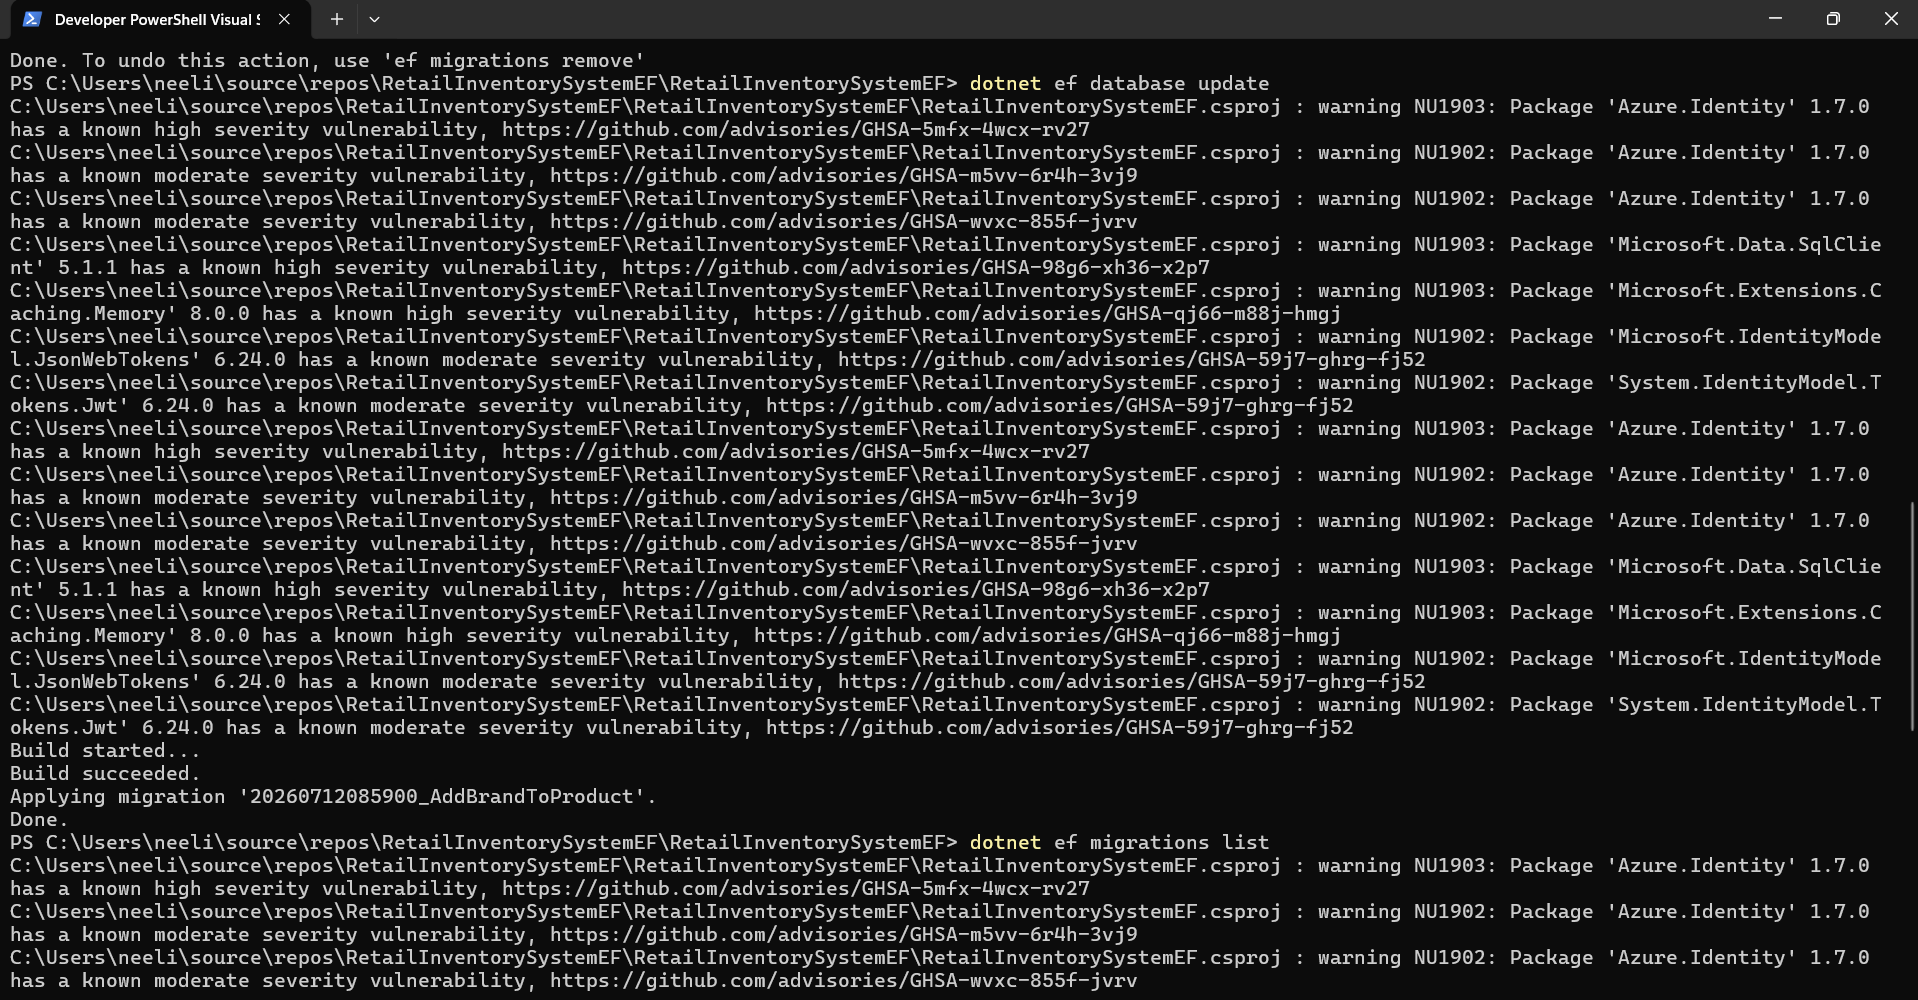 Developer PowerShell Visual S
Done. To undo this action, use 'ef migrations remove'
PS C:\Users\neeli\source\repos\RetailInventorySystemEF\RetailInventorySystemEF> dotnet ef database update
C:\Users\neeli\source\repos\RetailInventorySystemEF\RetailInventorySystemEF\RetailInventorySystemEF.csproj : warning NU1903: Package 'Azure.Identity' 1.7.0
has a known high severity vulnerability, https://github.com/advisories/GHSA-5mfx-4wcx-rv27
C:\Users\neeli\source\repos\RetailInventorySystemEF\RetailInventorySystemEF\RetailInventorySystemEF.csproj : warning NU1902: Package 'Azure.Identity' 1.7.0
has a known moderate severity vulnerability, https://github.com/advisories/GHSA-m5vv-6r4h-3vj9
C:\Users\neeli\source\repos\RetailInventorySystemEF\RetailInventorySystemEF\RetailInventorySystemEF.csproj : warning NU1902: Package 'Azure.Identity' 1.7.0
has a known moderate severity vulnerability, https://github.com/advisories/GHSA-wvxc-855f-jvrv
C:\Users\neeli\source\repos\RetailInventorySystemEF\RetailInventorySystemEF\RetailInventorySystemEF.csproj : warning NU1903: Package 'Microsoft.Data.SqlClie
nt' 5.1.1 has a known high severity vulnerability, https://github.com/advisories/GHSA-98g6-xh36-x2p7
C:\Users\neeli\source\repos\RetailInventorySystemEF\RetailInventorySystemEF\RetailInventorySystemEF.csproj : warning NU1903: Package 'Microsoft.Extensions.C
aching.Memory' 8.0.0 has a known high severity vulnerability, https://github.com/advisories/GHSA-qj66-m88j-hmgj
C:\Users\neeli\source\repos\RetailInventorySystemEF\RetailInventorySystemEF\RetailInventorySystemEF.csproj : warning NU1902: Package 'Microsoft.IdentityMode
l.JsonWebTokens' 6.24.0 has a known moderate severity vulnerability, https://github.com/advisories/GHSA-59j7-ghrg-fj52
C:\Users\neeli\source\repos\RetailInventorySystemEF\RetailInventorySystemEF\RetailInventorySystemEF.csproj : warning NU1902: Package 'System.IdentityModel.T
okens.Jwt' 6.24.0 has a known moderate severity vulnerability, https://github.com/advisories/GHSA-59j7-ghrg-fj52
C:\Users\neeli\source\repos\RetailInventorySystemEF\RetailInventorySystemEF\RetailInventorySystemEF.csproj : warning NU1903: Package 'Azure.Identity' 1.7.0
has a known high severity vulnerability, https://github.com/advisories/GHSA-5mfx-4wcx-rv27
C:\Users\neeli\source\repos\RetailInventorySystemEF\RetailInventorySystemEF\RetailInventorySystemEF.csproj : warning NU1902: Package 'Azure.Identity' 1.7.0
has a known moderate severity vulnerability, https://github.com/advisories/GHSA-m5vv-6r4h-3vj9
C:\Users\neeli\source\repos\RetailInventorySystemEF\RetailInventorySystemEF\RetailInventorySystemEF.csproj : warning NU1902: Package 'Azure.Identity' 1.7.0
has a known moderate severity vulnerability, https://github.com/advisories/GHSA-wvxc-855f-jvrv
C:\Users\neeli\source\repos\RetailInventorySystemEF\RetailInventorySystemEF\RetailInventorySystemEF.csproj : warning NU1903: Package 'Microsoft.Data.SqlClie
nt' 5.1.1 has a known high severity vulnerability, https://github.com/advisories/GHSA-98g6-xh36-x2p7
C:\Users\neeli\source\repos\RetailInventorySystemEF\RetailInventorySystemEF\RetailInventorySystemEF.csproj : warning NU1903: Package 'Microsoft.Extensions.C
aching.Memory' 8.0.0 has a known high severity vulnerability, https://github.com/advisories/GHSA-qj66-m88j-hmgj
C:\Users\neeli\source\repos\RetailInventorySystemEF\RetailInventorySystemEF\RetailInventorySystemEF.csproj : warning NU1902: Package 'Microsoft.IdentityMode
l.JsonWebTokens' 6.24.0 has a known moderate severity vulnerability, https://github.com/advisories/GHSA-59j7-ghrg-fj52
C:\Users\neeli\source\repos\RetailInventorySystemEF\RetailInventorySystemEF\RetailInventorySystemEF.csproj : warning NU1902: Package 'System.IdentityModel.T
okens.Jwt' 6.24.0 has a known moderate severity vulnerability, https://github.com/advisories/GHSA-59j7-ghrg-fj52
Build started...
Build succeeded.
Applying migration '20260712085900_AddBrandToProduct'.
Done.
PS C:\Users\neeli\source\repos\RetailInventorySystemEF\RetailInventorySystemEF> dotnet ef migrations list
C:\Users\neeli\source\repos\RetailInventorySystemEF\RetailInventorySystemEF\RetailInventorySystemEF.csproj : warning NU1903: Package 'Azure.Identity' 1.7.0
has a known high severity vulnerability, https://github.com/advisories/GHSA-5mfx-4wcx-rv27
C:\Users\neeli\source\repos\RetailInventorySystemEF\RetailInventorySystemEF\RetailInventorySystemEF.csproj : warning NU1902: Package 'Azure.Identity' 1.7.0
has a known moderate severity vulnerability, https://github.com/advisories/GHSA-m5vv-6r4h-3vj9
C:\Users\neeli\source\repos\RetailInventorySystemEF\RetailInventorySystemEF\RetailInventorySystemEF.csproj : warning NU1902: Package 'Azure.Identity' 1.7.0
has a known moderate severity vulnerability, https://github.com/advisories/GHSA-wvxc-855f-jvrv